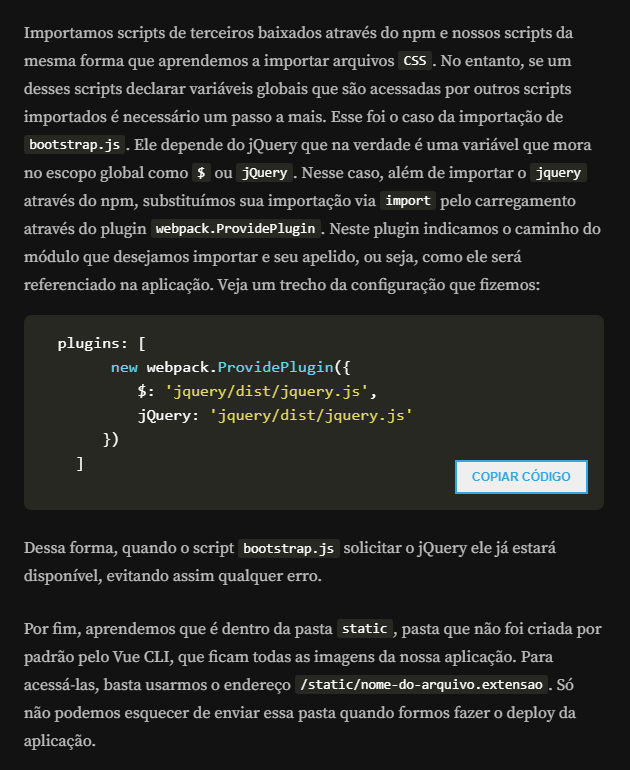 Importamos scripts de terceiros baixados através do npm e nossos scripts da
mesma forma que aprendemos a importar arquivos CSS. No entanto, se um
desses scripts declarar variáveis globais que são acessadas por outros scripts
importados é necessário um passo a mais. Esse foi o caso da importação de
bootstrap.js. Ele depende do jQuery que na verdade é uma variável que mora
no escopo global como $ ou jQuery. Nesse caso, além de importar o jquery
através do npm, substituímos sua importação via import pelo carregamento
através do plugin webpack.ProvidePlugin. Neste plugin indicamos o caminho do
módulo que desejamos importar e seu apelido, ou seja, como ele será
referenciado na aplicação. Veja um trecho da configuração que fizemos:
plugins: [
new webpack.ProvidePlugin({
$: 'jquery/dist/jquery.js',
jQuery: 'jquery/dist/jquery.js'
})
]
COPIAR CÓDIGO
Dessa forma, quando o script bootstrap.js solicitar o jQuery ele já estará
disponível, evitando assim qualquer erro.
Por fim, aprendemos que é dentro da pasta static, pasta que não foi criada por
padrão pelo Vue CLI, que ficam todas as imagens da nossa aplicação. Para
acessá-las, basta usarmos o endereço /static/nome-do-arquivo.extensao. Só
não podemos esquecer de enviar essa pasta quando formos fazer o deploy da
aplicação.